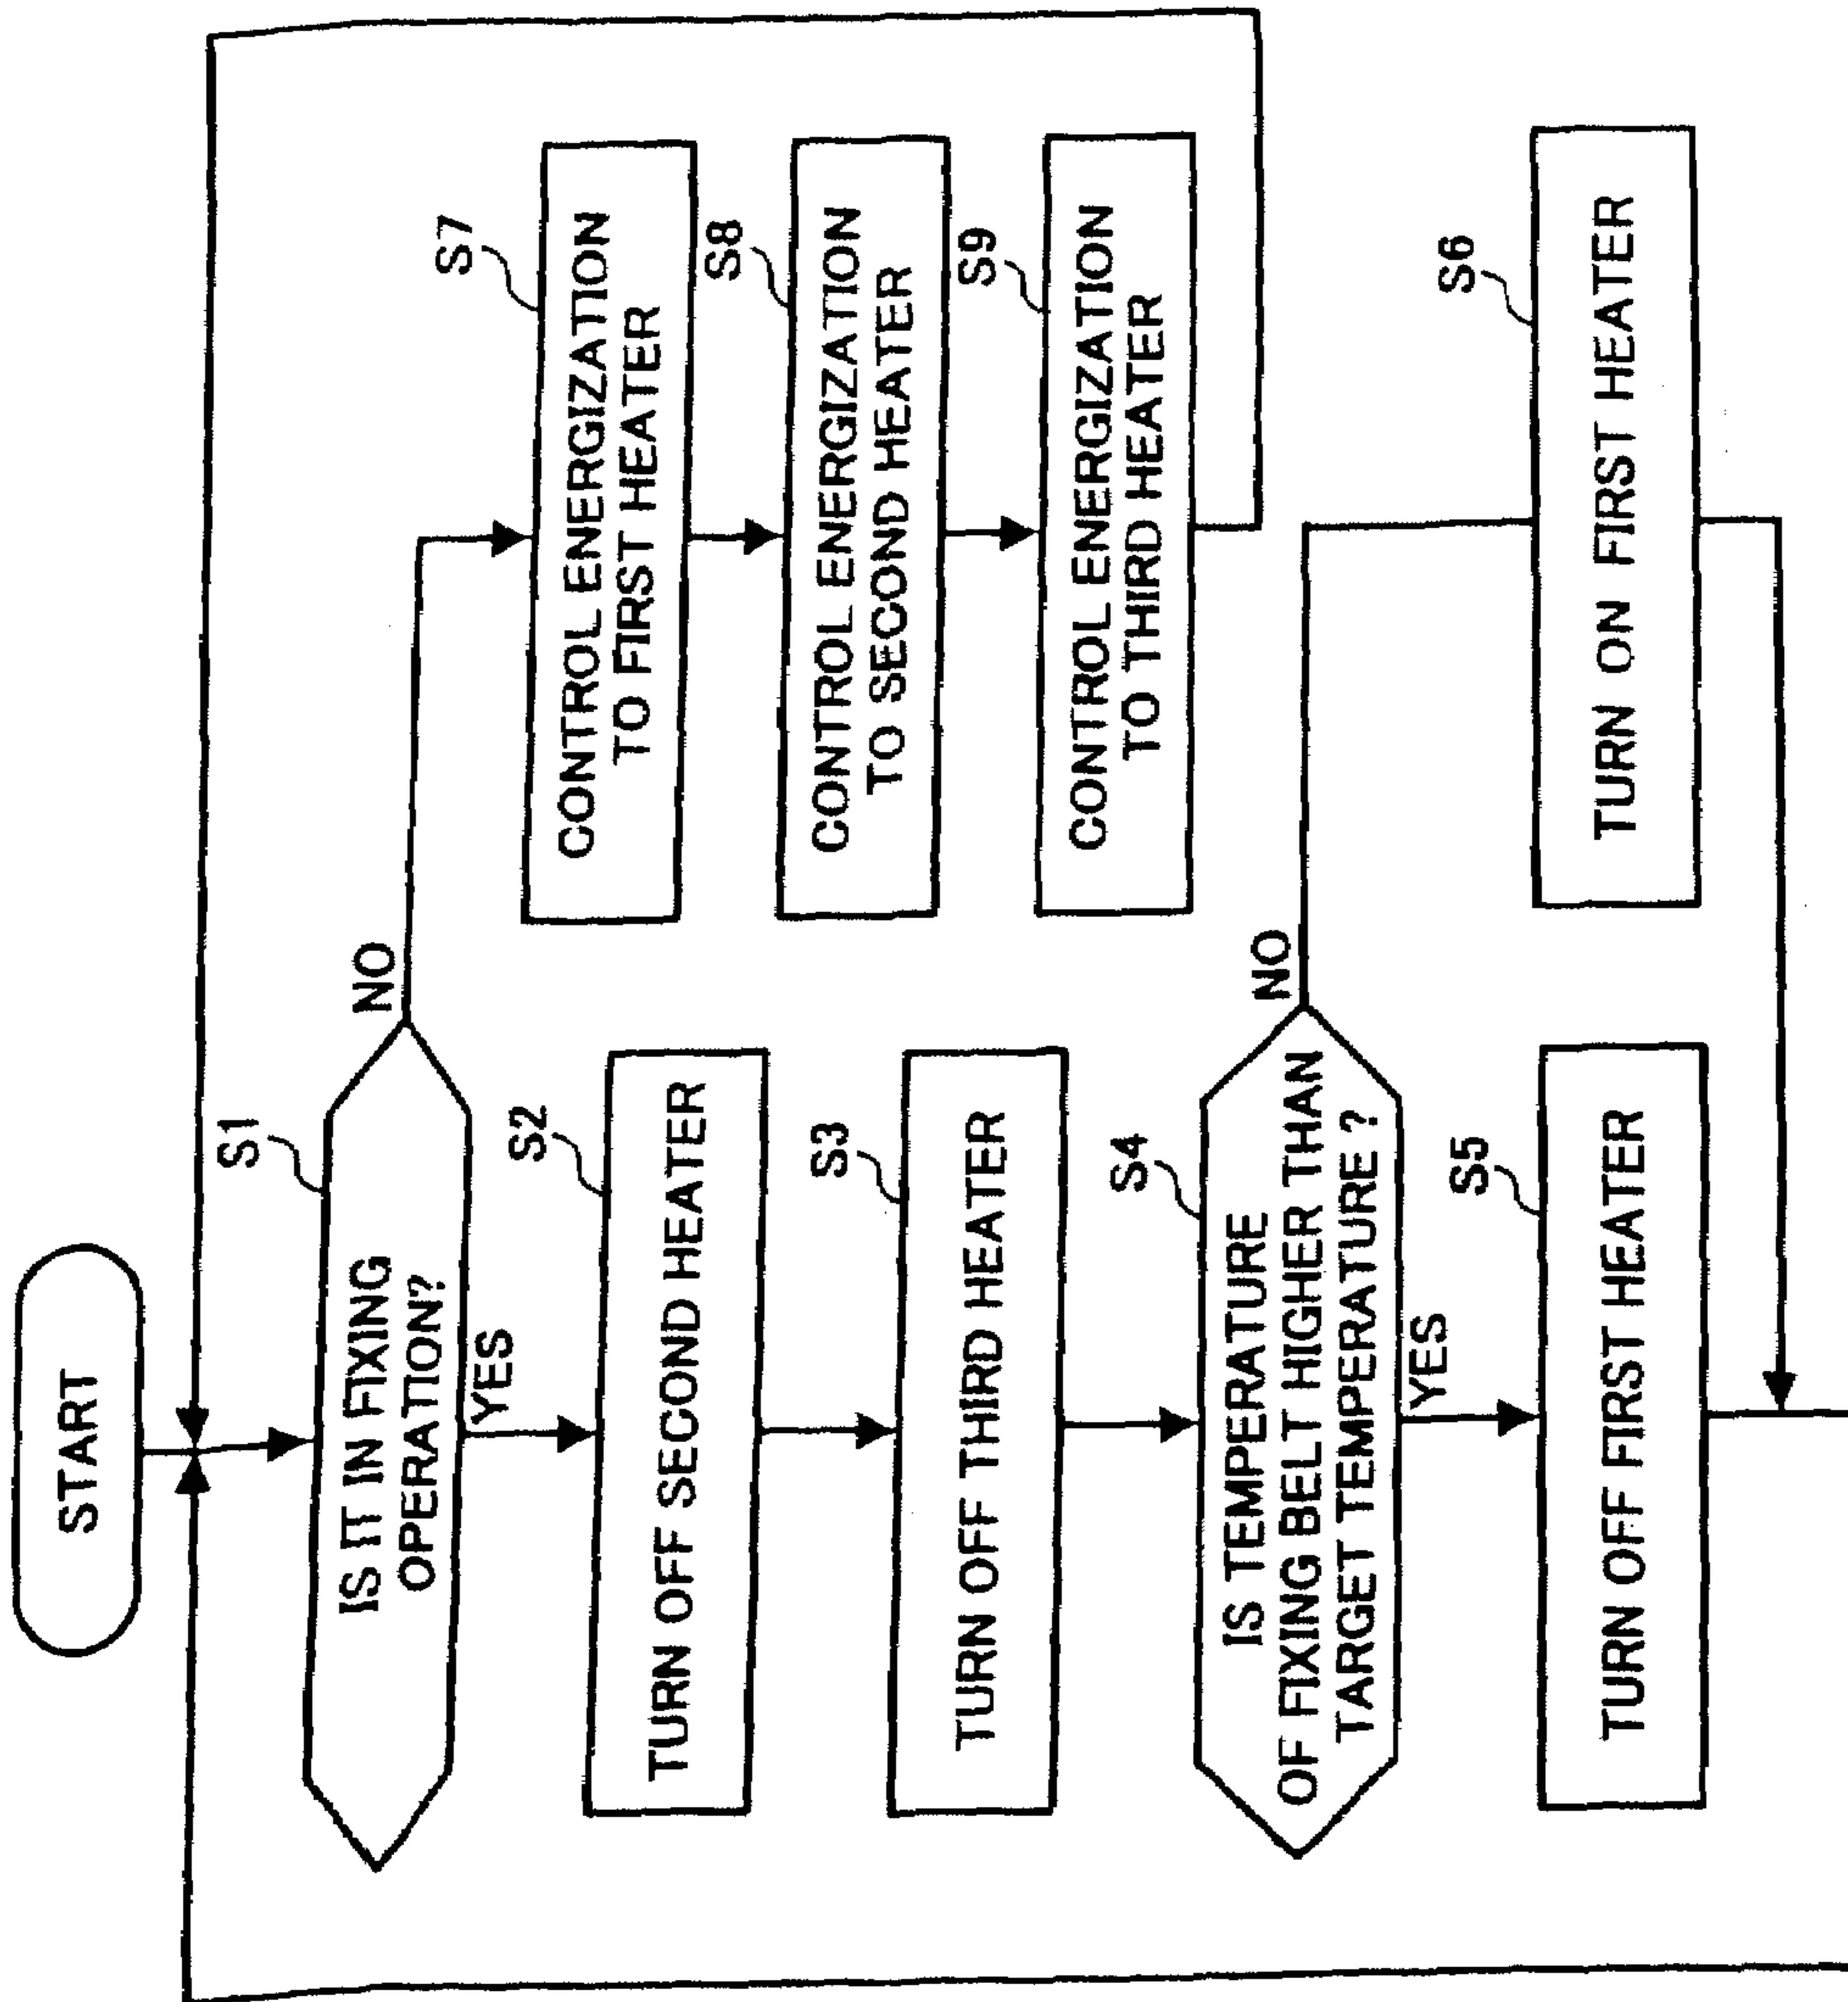 START
S1
IS IT IN FIXING
OPERATION?
NO
YES
S2
TURN OFF SECOND HEATER
S3
TURN OFF THIRD HEATER
S4
IS TEMPERATURE
OF FIXING BELT HIGHER THAN
TARGET TEMPERATURE ?
NO
YES
S5
TURN OFF FIRST HEATER
S7
CONTROL ENERGIZATION
TO FIRST HEATER
S8
CONTROL ENERGIZATION
TO SECOND HEATER
S9
CONTROL ENERGIZATION
TO THIRD HEATER
S6
TURN ON FIRST HEATER